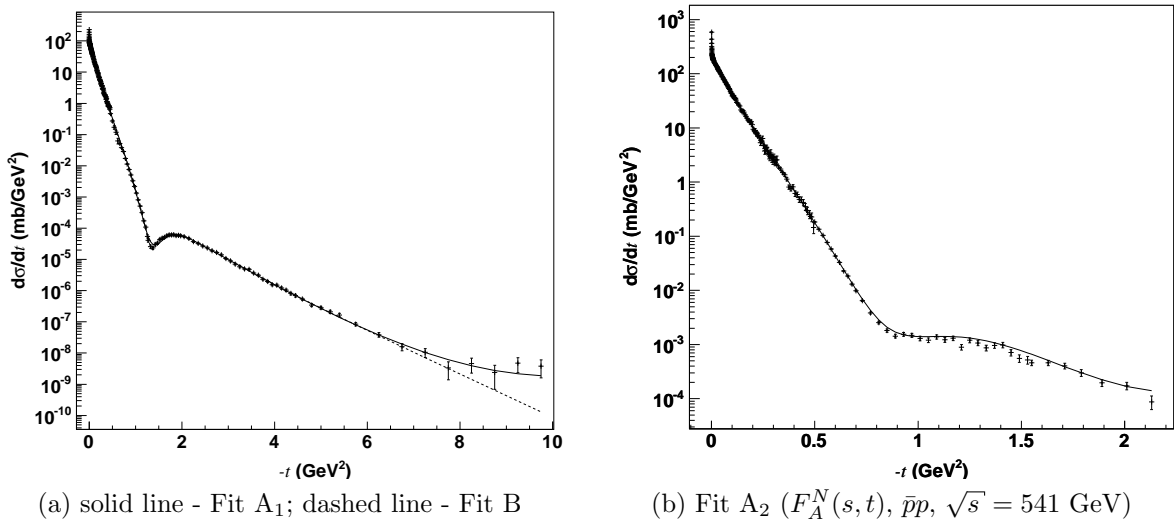 10²
10
1
10⁻¹
10⁻²
10⁻³
10⁻⁴
10⁻⁵
10⁻⁶
10⁻⁷
10⁻⁸
10⁻⁹
10⁻¹⁰
dσ/dt (mb/GeV²)
0 2 4 6 8 10
-t (GeV²)
(a) solid line - Fit A₁; dashed line - Fit B
10³
10²
10
1
10⁻¹
10⁻²
10⁻³
10⁻⁴
dσ/dt (mb/GeV²)
0 0.5 1 1.5 2
-t (GeV²)
(b) Fit A₂ (F_A^N(s, t), p̄p, √s = 541 GeV)